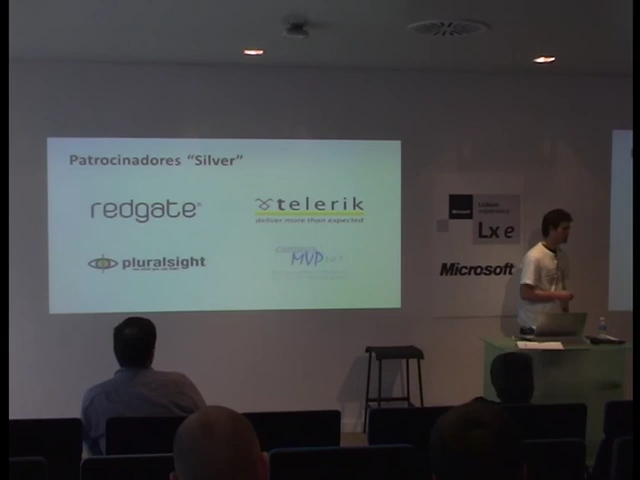 Patrocinadores “Silver”
redgate®
telerik
deliver more than expected
pluralsight
MVP
Lx e
Microsoft